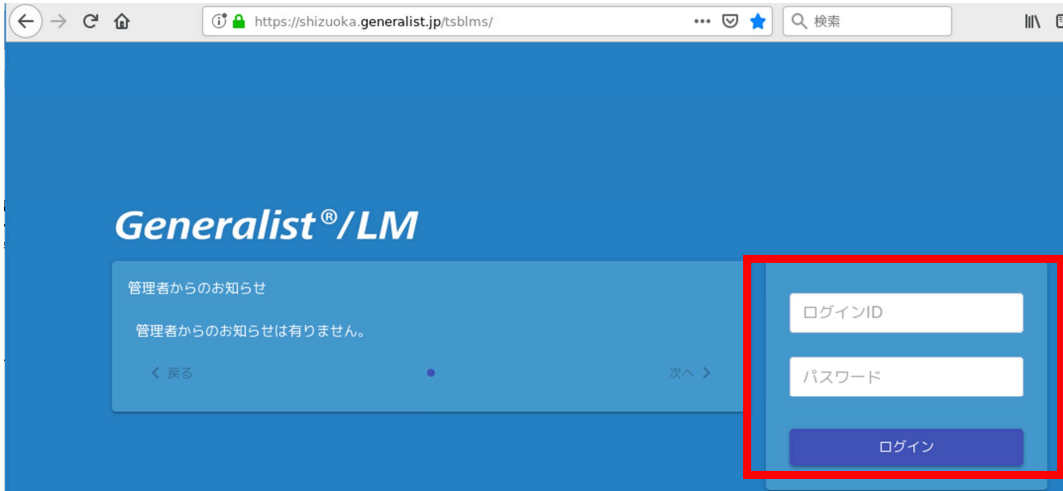 https://shizuoka.generalist.jp/tsblms/
検索
Generalist®/LM
管理者からのお知らせ
管理者からのお知らせは有りません。
戻る
次へ
ログインID
パスワード
ログイン